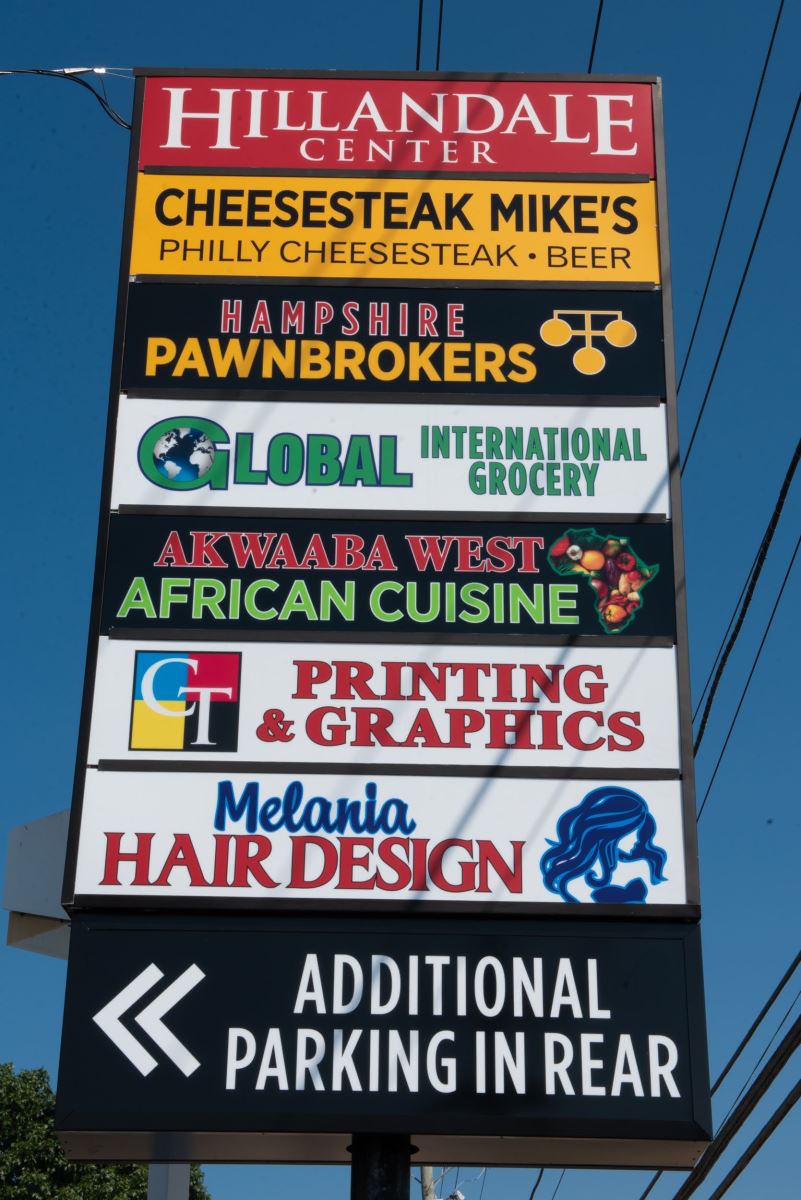 HILLANDALE
CENTER
CHEESESTEAK MIKE'S
PHILLY CHEESESTEAK • BEER
HAMPSHIRE
PAWNBROKERS
GLOBAL
INTERNATIONAL
GROCERY
AKWAABA WEST
AFRICAN CUISINE
CT
PRINTING
& GRAPHICS
Melania
HAIR DESIGN
ADDITIONAL
PARKING IN REAR